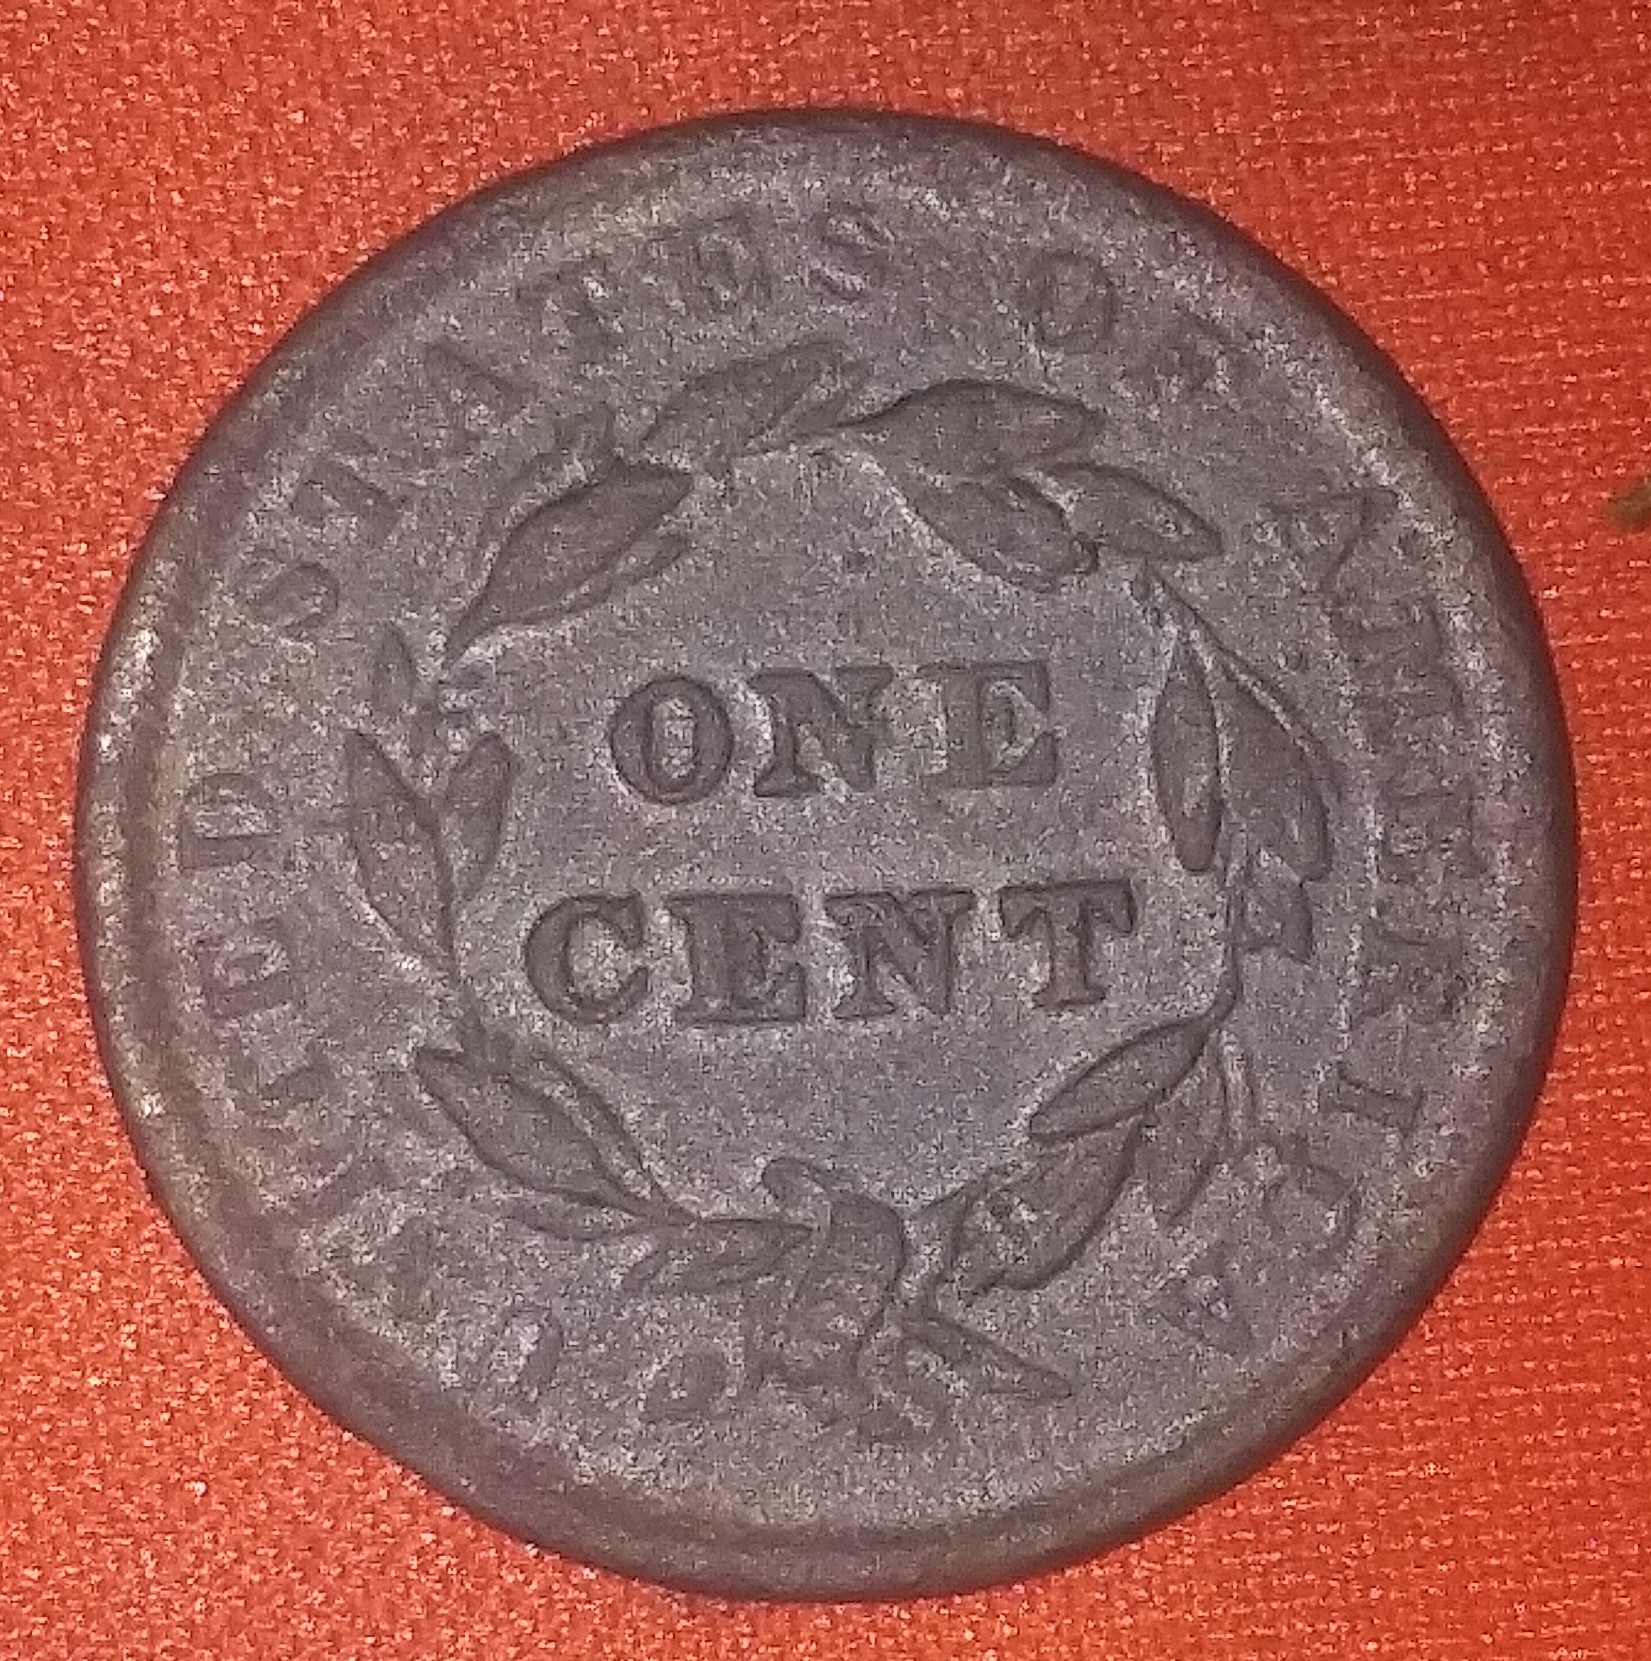 UNITED STATES OF AMERICA
ONE
CENT